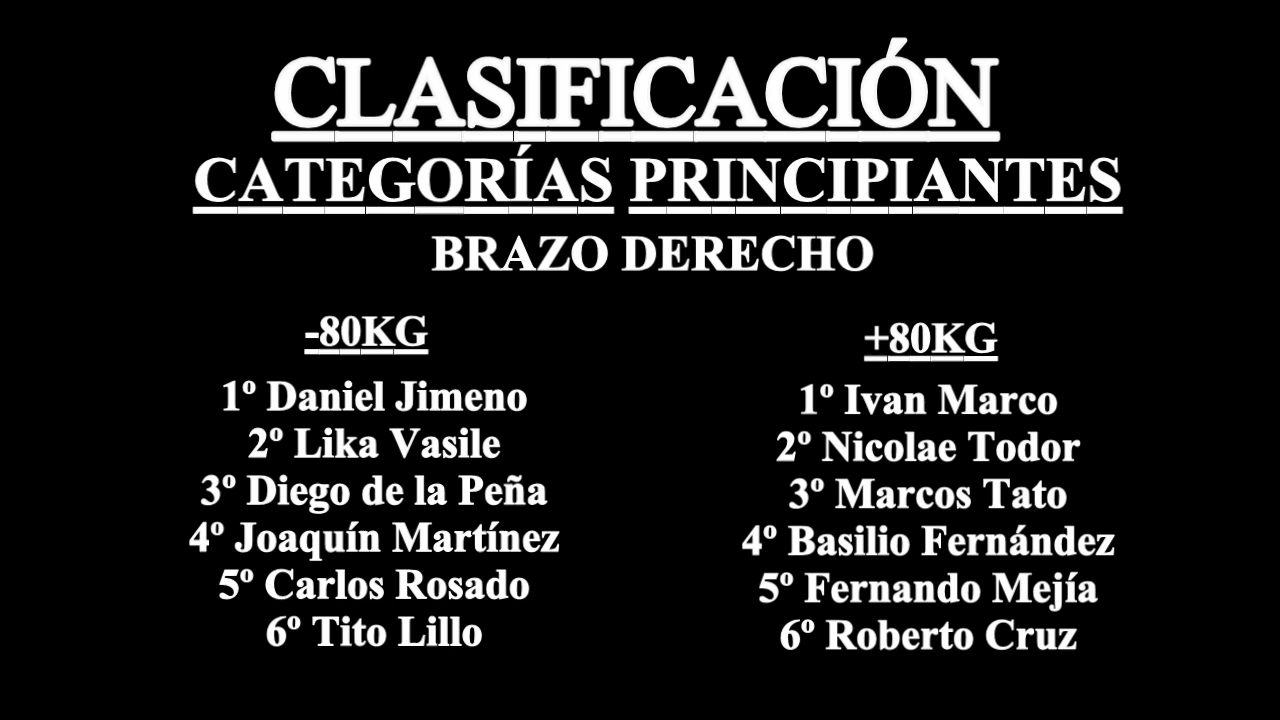 CLASIFICACIÓN
CATEGORÍAS PRINCIPIANTES
BRAZO DERECHO
-80KG
1º Daniel Jimeno
2º Lika Vasile
3º Diego de la Peña
4º Joaquín Martínez
5º Carlos Rosado
6º Tito Lillo
+80KG
1º Ivan Marco
2º Nicolae Todor
3º Marcos Tato
4º Basilio Fernández
5º Fernando Mejía
6º Roberto Cruz